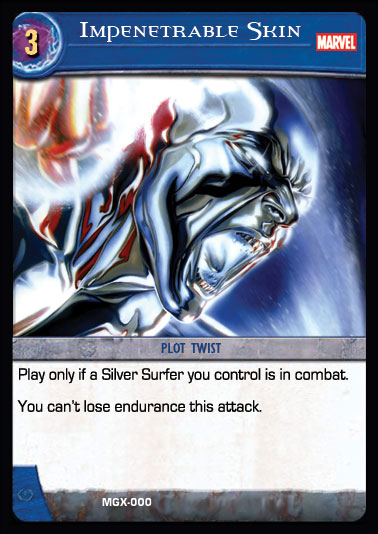 3
Impenetrable Skin
MARVEL
PLOT TWIST
Play only if a Silver Surfer you control is in combat.
You can't lose endurance this attack.
MGX-000